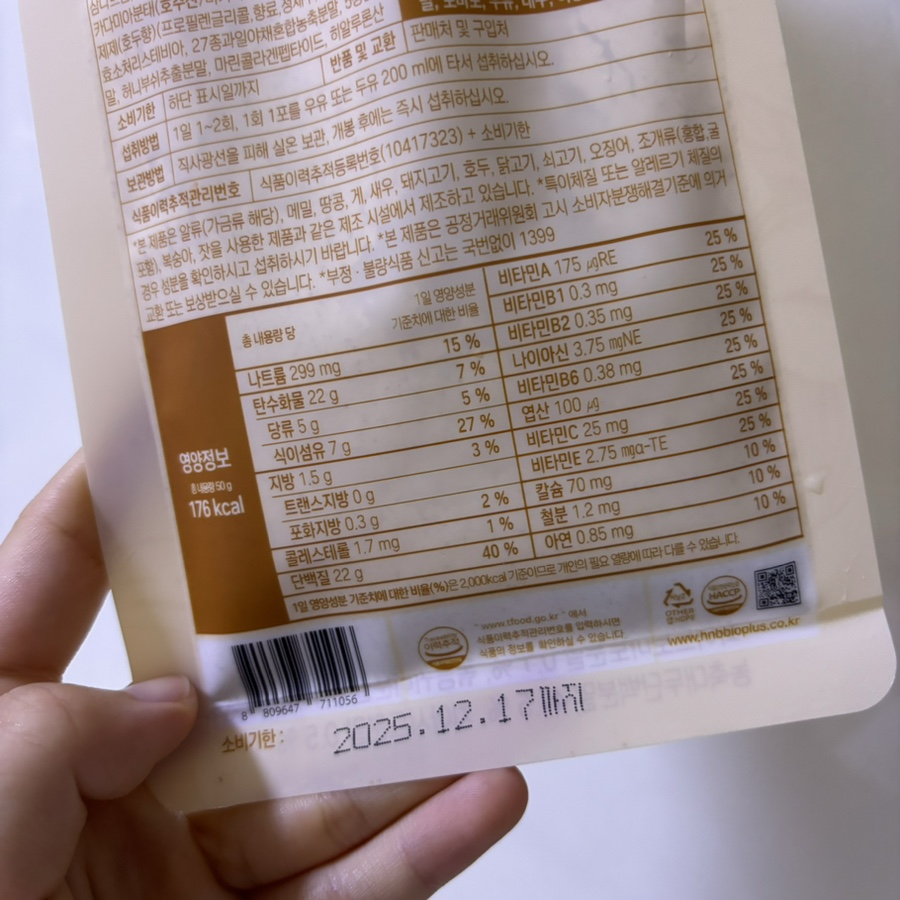 카다미아분태(호주산)
제제(호두향)(프로필렌글리콜,향료,정제
효소처리스테비아, 27종과일야채혼합농축분말,
말, 허니부쉬추출분말, 마린콜라겐펩타이드, 히알루론산
반품 및 교환 판매처 및 구입처
소비기한 하단 표시일까지
섭취방법 1일 1~2회, 1회 1포를 우유 또는 두유 200 ml에 타서 섭취하십시오.
보관방법 직사광선을 피해 실온 보관, 개봉 후에는 즉시 섭취하십시오.
식품이력추적관리번호 식품이력추적등록번호(10417323) + 소비기한
*본 제품은 알류(가금류 해당), 메밀, 땅콩, 게, 새우, 돼지고기, 호두, 닭고기, 쇠고기, 오징어, 조개류(홍합,굴
포함), 복숭아, 잣을 사용한 제품과 같은 제조 시설에서 제조하고 있습니다. *특이체질 또는 알레르기 체질의
경우 성분을 확인하시고 섭취하시기 바랍니다. *본 제품은 공정거래위원회 고시 소비자분쟁해결기준에 의거
교환 또는 보상받으실 수 있습니다. *부정·불량식품 신고는 국번없이 1399
영양정보
총 내용량 50 g
176 kcal
총 내용량 당 1일 영양성분
기준치에 대한 비율
나트륨 299 mg 15 %
탄수화물 22 g 7 %
당류 5 g 5 %
식이섬유 7 g 27 %
지방 1.5 g 3 %
트랜스지방 0 g
포화지방 0.3 g 2 %
콜레스테롤 1.7 mg 1 %
단백질 22 g 40 %
비타민A 175 ㎍RE 25 %
비타민B1 0.3 mg 25 %
비타민B2 0.35 mg 25 %
나이아신 3.75 ㎎NE 25 %
비타민B6 0.38 mg 25 %
엽산 100 ㎍ 25 %
비타민C 25 mg 25 %
비타민E 2.75 ㎎α-TE 25 %
칼슘 70 mg 10 %
철분 1.2 mg 10 %
아연 0.85 mg 10 %
1일 영양성분 기준치에 대한 비율(%)은 2,000kcal 기준이므로 개인의 필요 열량에 따라 다를 수 있습니다.
8 809647 711056
이력추적
"www.tfood.go.kr" 에서
식품이력추적관리번호를 입력하시면
식품의 정보를 확인하실 수 있습니다
OTHER
HACCP
www.hnbbioplus.co.kr
소비기한 : 2025.12.17까지